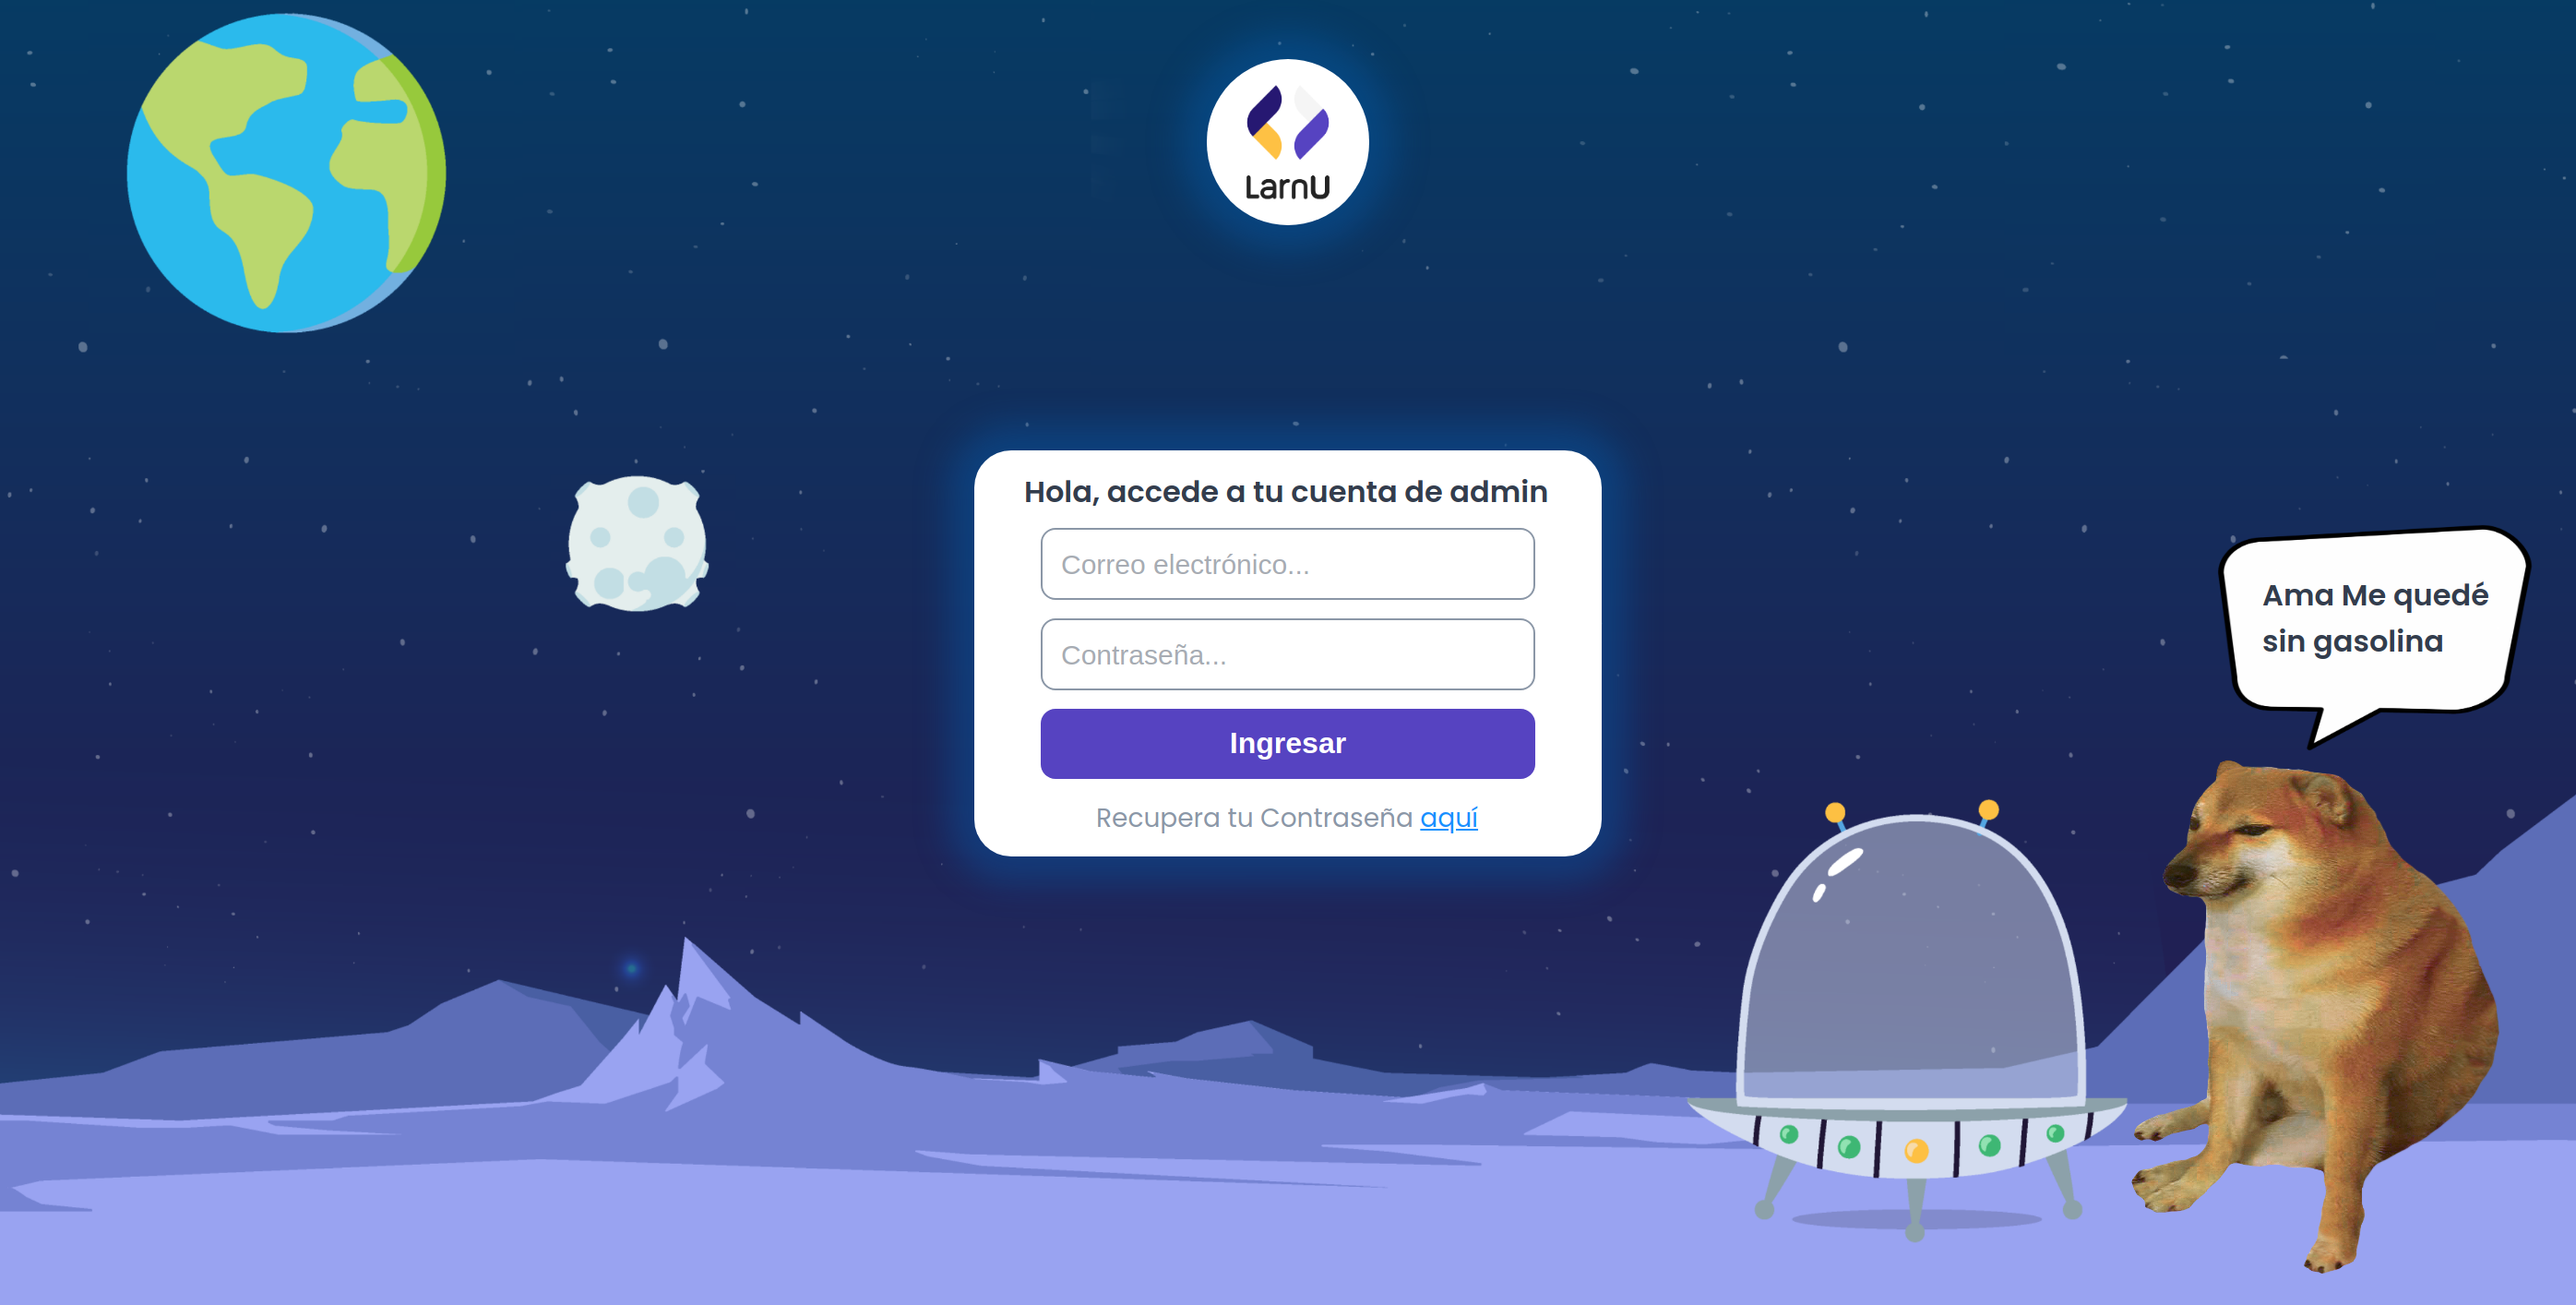 LarnU
Hola, accede a tu cuenta de admin
Correo electrónico...
Contraseña...
Ingresar
Recupera tu Contraseña aquí
Ama Me quedé
sin gasolina